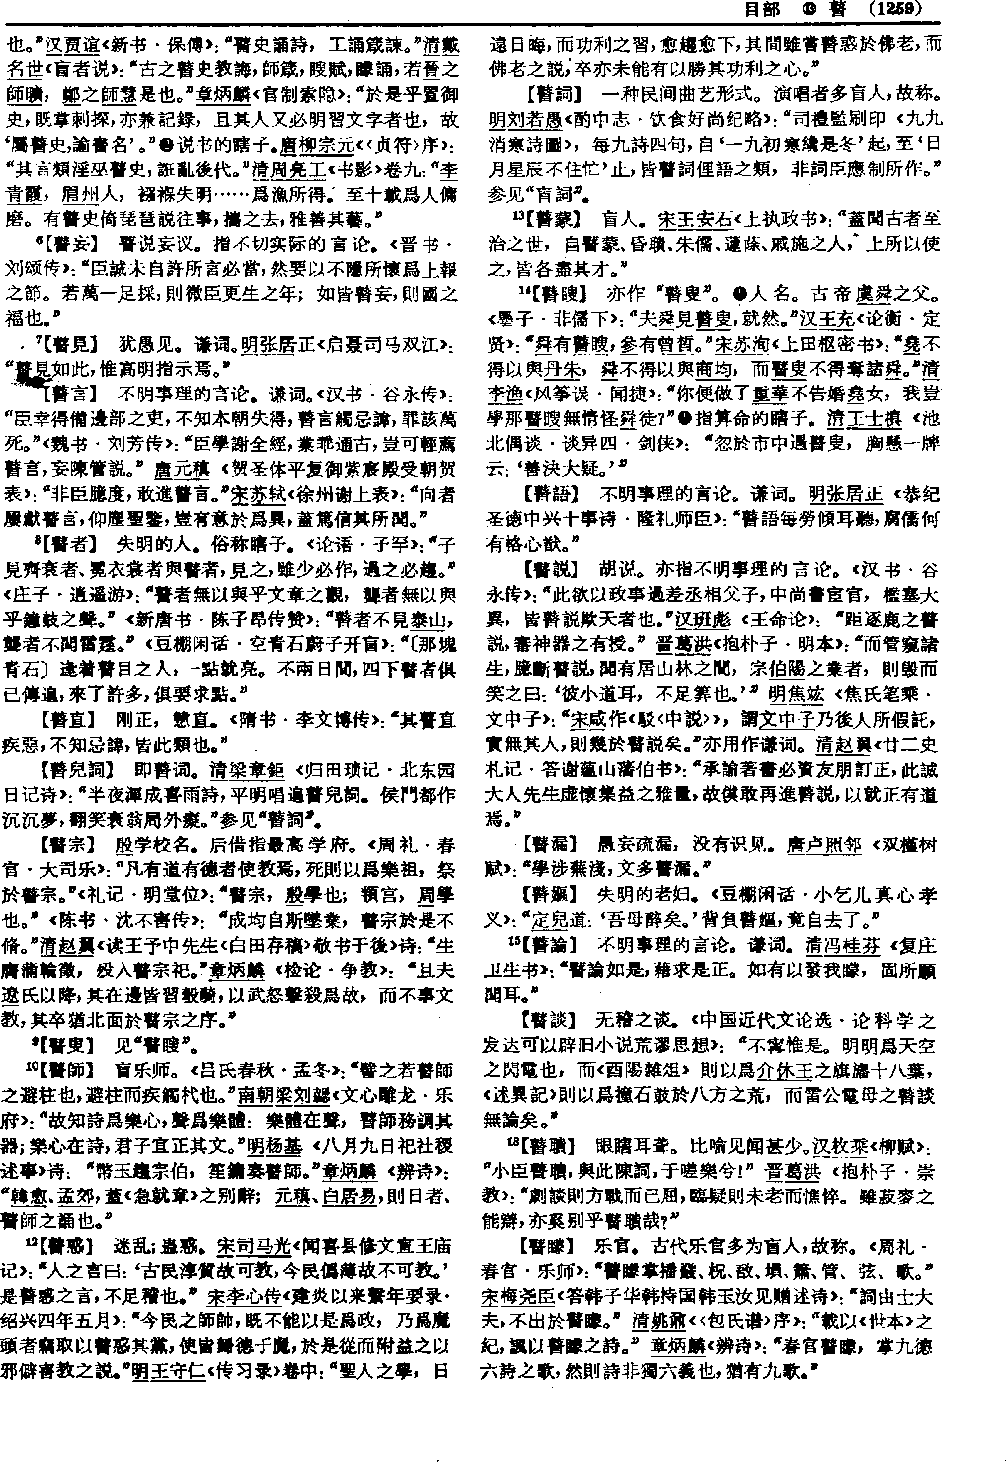 目部 ⑬ 瞽 (1259)
也。”汉贾谊《新书·保傅》：“瞽史誦詩，工誦箴諫。”清戴
名世《盲者说》：“古之瞽史教誨，師箴，瞍賦，矇誦，若晉之
師曠，鄭之師慧是也。”章炳麟《官制索隐》：“於是乎置御
史，既掌刺探，亦兼記錄，且其人又必明習文字者也，故
‘屬瞽史，諭書名’。”❷说书的瞎子。唐柳宗元《〈贞符〉序》：
“其言類淫巫瞽史，誑亂後代。”清周亮工《书影》卷九：“李
青霞，眉州人，襁褓失明……爲漁所得。至十載爲人傭
磨。有瞽史倚琵琶説往事，攜之去，雅善其藝。”
⁶【瞽妄】 瞽说妄议。指不切实际的言论。《晋书·
刘颂传》：“臣誠未自許所言必當，然要以不隱所懷爲上報
之節。若萬一足採，則微臣更生之年；如皆瞽妄，則國之
福也。”
⁷【瞽見】 犹愚见。谦词。明张居正《启聂司马双江》：
“瞽見如此，惟高明指示焉。”
【瞽言】 不明事理的言论。谦词。《汉书·谷永传》：
“臣幸得備邊部之吏，不知本朝失得，瞽言觸忌諱，罪該萬
死。”《魏书·刘芳传》：“臣學謝全經，業乖通古，豈可輕薦
瞽言，妄陳管説。”唐元稹《贺圣体平复御紫宸殿受朝贺
表》：“非臣臆度，敢進瞽言。”宋苏轼《徐州谢上表》：“向者
屢獻瞽言，仰塵聖鑒，豈有意於爲異，蓋篤信其所聞。”
⁸【瞽者】 失明的人。俗称瞎子。《论语·子罕》：“子
見齊衰者、冕衣裳者與瞽者，見之，雖少必作，過之必趨。”
《庄子·逍遥游》：“瞽者無以與乎文章之觀，聾者無以與
乎鐘鼓之聲。”《新唐书·陈子昂传赞》：“瞽者不見泰山，
聾者不聞雷霆。”《豆棚闲话·空青石蔚子开盲》：“〔那塊
青石〕逢着瞽目之人，一點就亮。不兩日間，四下瞽者俱
已傳遍，來了許多，俱要求點。”
【瞽直】 刚正，戆直。《隋书·李文博传》：“其瞽直
疾惡，不知忌諱，皆此類也。”
【瞽兒詞】 即瞽词。清梁章鉅《归田琐记·北东园
日记诗》：“半夜渾成喜雨詩，平明唱遍瞽兒詞。侯門都作
沉沉夢，翻笑衰翁局外癡。”参见“瞽詞”。
【瞽宗】 殷学校名。后借指最高学府。《周礼·春
官·大司乐》：“凡有道有德者使教焉，死則以爲樂祖，祭
於瞽宗。”《礼记·明堂位》：“瞽宗，殷學也；頖宮，周學
也。”《陈书·沈不害传》：“成均自斯墜業，瞽宗於是不
脩。”清赵翼《读王予中先生〈白田存稿〉敬书于後》诗：“生
膺蒲輪徵，殁入瞽宗祀。”章炳麟《检论·争教》：“且夫
遼氏以降，其在邊皆習毂騎，以武怒擊殺爲故，而不事文
教，其卒猶北面於瞽宗之序。”
⁹【瞽叟】 见“瞽瞍”。
¹⁰【瞽師】 盲乐师。《吕氏春秋·孟冬》：“瞽之若瞽師
之避柱也，避柱而疾觸杙也。”南朝梁刘勰《文心雕龙·乐
府》：“故知詩爲樂心，聲爲樂體：樂體在聲，瞽師務調其
器；樂心在詩，君子宜正其文。”明杨基《八月九日祀社稷
述事》诗：“幣玉趨宗伯，笙鏞奏瞽師。”章炳麟《辨诗》：
“韓愈、孟郊，蓋《急就章》之别辭；元稹、白居易，則日者、
瞽師之誦也。”
¹²【瞽惑】 迷乱；蛊惑。宋司马光《闻喜县修文宣王庙
记》：“人之言曰：‘古民淳質故可教，今民僞薄故不可教。’
是瞽惑之言，不足稽也。”宋李心传《建炎以来繫年要录·
绍兴四年五月》：“今民之師帥，既不能以是爲政，乃爲魔
頭者竊取以瞽惑其黨，使皆歸德于魔，於是從而附益之以
邪僻害教之説。”明王守仁《传习录》卷中：“聖人之學，日
遠日晦，而功利之習，愈趨愈下，其間雖嘗瞽惑於佛老，而
佛老之説，卒亦未能有以勝其功利之心。”
【瞽詞】 一种民间曲艺形式。演唱者多盲人，故称。
明刘若愚《酌中志·饮食好尚纪略》：“司禮監刷印《九九
消寒詩圖》，每九詩四句，自‘一九初寒纔是冬’起，至‘日
月星辰不住忙’止，皆瞽詞俚語之類，非詞臣應制所作。”
参见“盲词”。
¹³【瞽蒙】 盲人。宋王安石《上执政书》：“蓋聞古者至
治之世，自瞽蒙、昏聵、朱儒、蘧蒢、戚施之人，上所以使
之，皆各盡其才。”
¹⁴【瞽瞍】 亦作“瞽叟”。❶人名。古帝虞舜之父。
《墨子·非儒下》：“夫舜見瞽叟，就然。”汉王充《论衡·定
贤》：“舜有瞽瞍，參有曾皙。”宋苏洵《上田枢密书》：“堯不
得以與丹朱，舜不得以與商均，而瞽叟不得奪諸舜。”清
李渔《风筝误·闻捷》：“你便做了重華不告婚堯女，我豈
學那瞽瞍無情怪舜徒？”❷指算命的瞎子。清王士禛《池
北偶谈·谈异四·剑侠》：“忽於市中遇瞽叟，胸懸一牌
云：‘善決大疑。’”
【瞽語】 不明事理的言论。谦词。明张居正《恭纪
圣德中兴十事诗·隆礼师臣》：“瞽語每勞傾耳聽，腐儒何
有格心猷。”
【瞽説】 胡说。亦指不明事理的言论。《汉书·谷
永传》：“此欲以政事過差丞相父子，中尚書宦官，檻塞大
異，皆瞽説欺天者也。”汉班彪《王命论》：“距逐鹿之瞽
説，審神器之有授。”晋葛洪《抱朴子·明本》：“而管窺諸
生，臆斷瞽説，聞有居山林之間，宗伯陽之業者，則毁而
笑之曰：‘彼小道耳，不足算也。’”明焦竑《焦氏笔乘·
文中子》：“宋咸作《駁〈中説〉》，謂文中子乃後人所假託，
實無其人，則幾於瞽説矣。”亦用作谦词。清赵翼《廿二史
札记·答谢蕴山藩伯书》：“承諭著書必資友朋訂正，此誠
大人先生虛懷集益之雅量，故僕敢再進瞽説，以就正有道
焉。”
【瞽漏】 愚妄疏漏，没有识见。唐卢照邻《双槿树
赋》：“學涉蕪淺，文多瞽漏。”
【瞽嫗】 失明的老妇。《豆棚闲话·小乞儿真心孝
义》：“定兒道：‘吾母醉矣。’背負瞽嫗，竟自去了。”
¹⁵【瞽論】 不明事理的言论。谦词。清冯桂芬《复庄
卫生书》：“瞽論如是，藉求是正。如有以發我矇，固所願
聞耳。”
【瞽談】 无稽之谈。《中国近代文论选·论科学之
发达可以辟旧小说荒谬思想》：“不寧惟是。明明爲天空
之閃電也，而《酉陽雜俎》則以爲介休王之旗旛十八葉，
《述異記》則以爲撞石鼓於八方之荒，而雷公電母之瞽談
無論矣。”
¹⁸【瞽聵】 眼瞎耳聋。比喻见闻甚少。汉枚乘《柳赋》：
“小臣瞽聵，與此陳詞，于嗟樂兮！”晋葛洪《抱朴子·崇
教》：“劇談則方戰而已屈，臨疑則未老而憔悴。雖菽麥之
能辯，亦奚别乎瞽聵哉？”
【瞽矇】 乐官。古代乐官多为盲人，故称。《周礼·
春官·乐师》：“瞽矇掌播鼗、柷、敔、塤、簫、管、弦、歌。”
宋梅尧臣《答韩子华韩持国韩玉汝见赠述诗》：“詞由士大
夫，不出於瞽矇。”清姚鼐《〈包氏谱〉序》：“載以《世本》之
紀，諷以瞽矇之詩。”章炳麟《辨诗》：“春官瞽矇，掌九德
六詩之歌，然則詩非獨六義也，猶有九歌。”